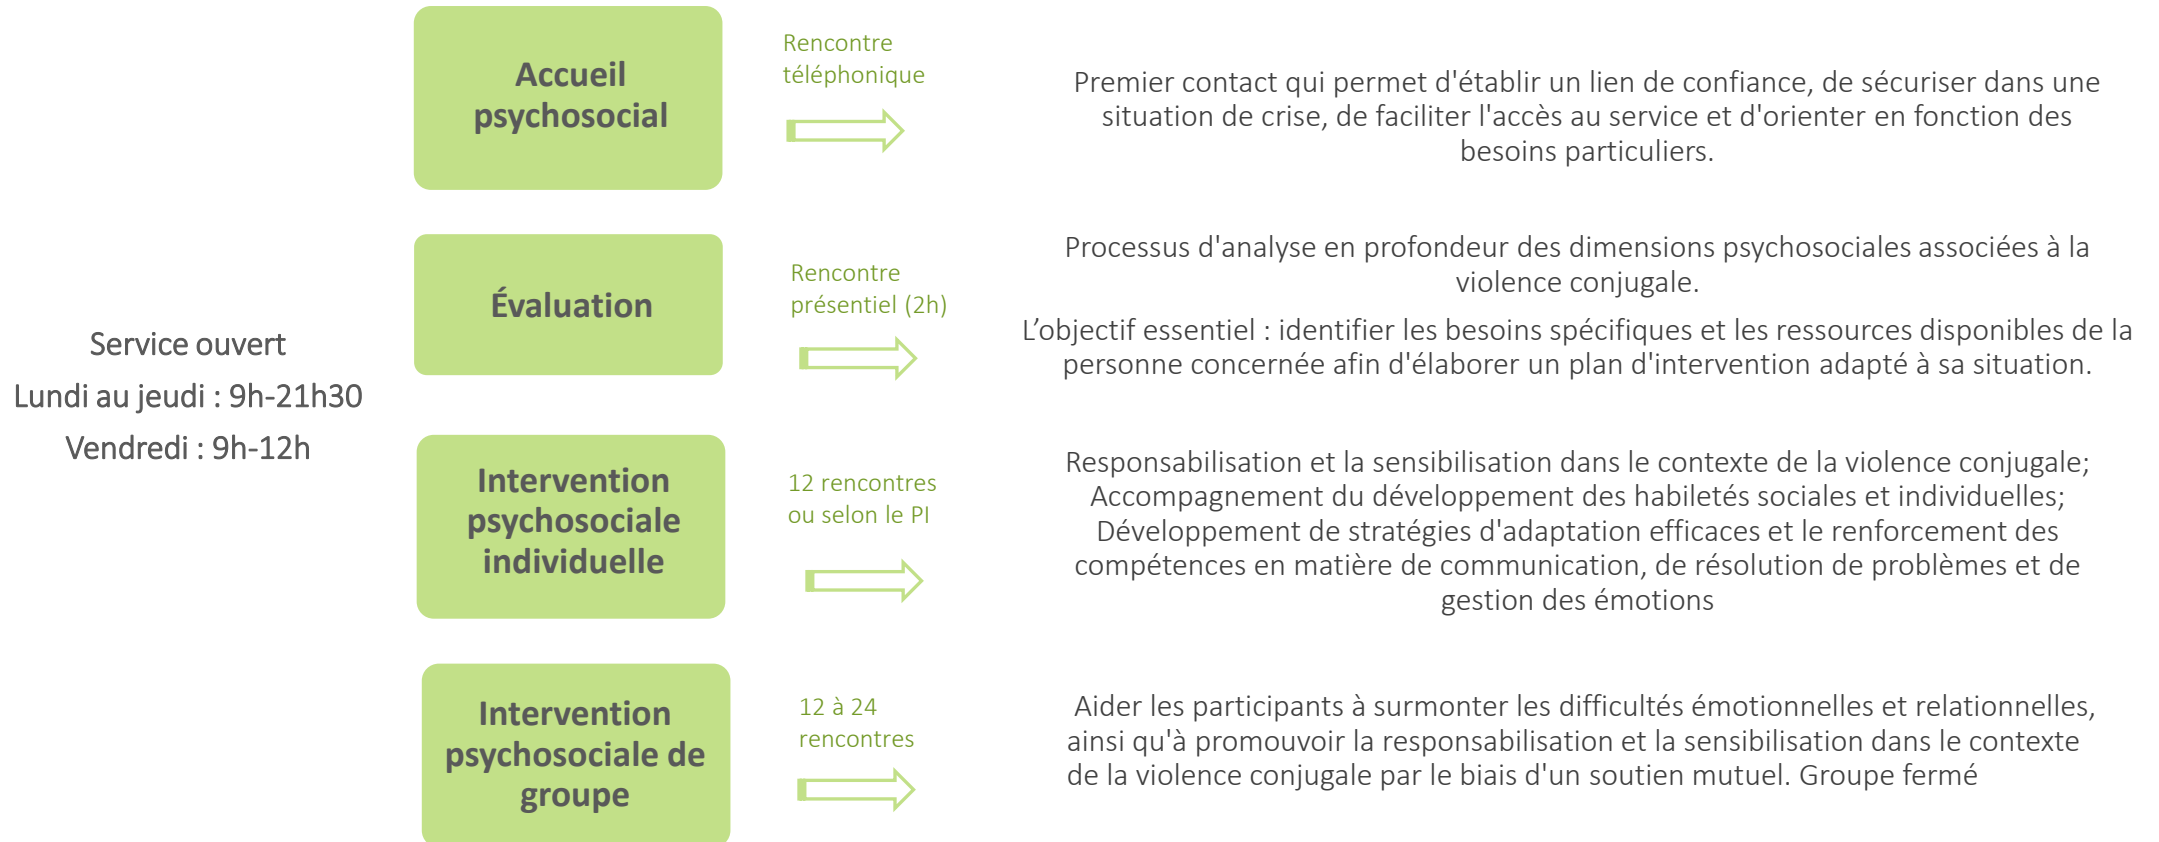 Service ouvert
Lundi au jeudi : 9h-21h30
Vendredi : 9h-12h
Accueil
psychosocial
Rencontre
téléphonique
Premier contact qui permet d'établir un lien de confiance, de sécuriser dans une
situation de crise, de faciliter l'accès au service et d'orienter en fonction des
besoins particuliers.
Évaluation
Rencontre
présentiel (2h)
Processus d'analyse en profondeur des dimensions psychosociales associées à la
violence conjugale.
L’objectif essentiel : identifier les besoins spécifiques et les ressources disponibles de la
personne concernée afin d'élaborer un plan d'intervention adapté à sa situation.
Intervention
psychosociale
individuelle
12 rencontres
ou selon le PI
Responsabilisation et la sensibilisation dans le contexte de la violence conjugale;
Accompagnement du développement des habiletés sociales et individuelles;
Développement de stratégies d'adaptation efficaces et le renforcement des
compétences en matière de communication, de résolution de problèmes et de
gestion des émotions
Intervention
psychosociale de
groupe
12 à 24
rencontres
Aider les participants à surmonter les difficultés émotionnelles et relationnelles,
ainsi qu'à promouvoir la responsabilisation et la sensibilisation dans le contexte
de la violence conjugale par le biais d'un soutien mutuel. Groupe fermé